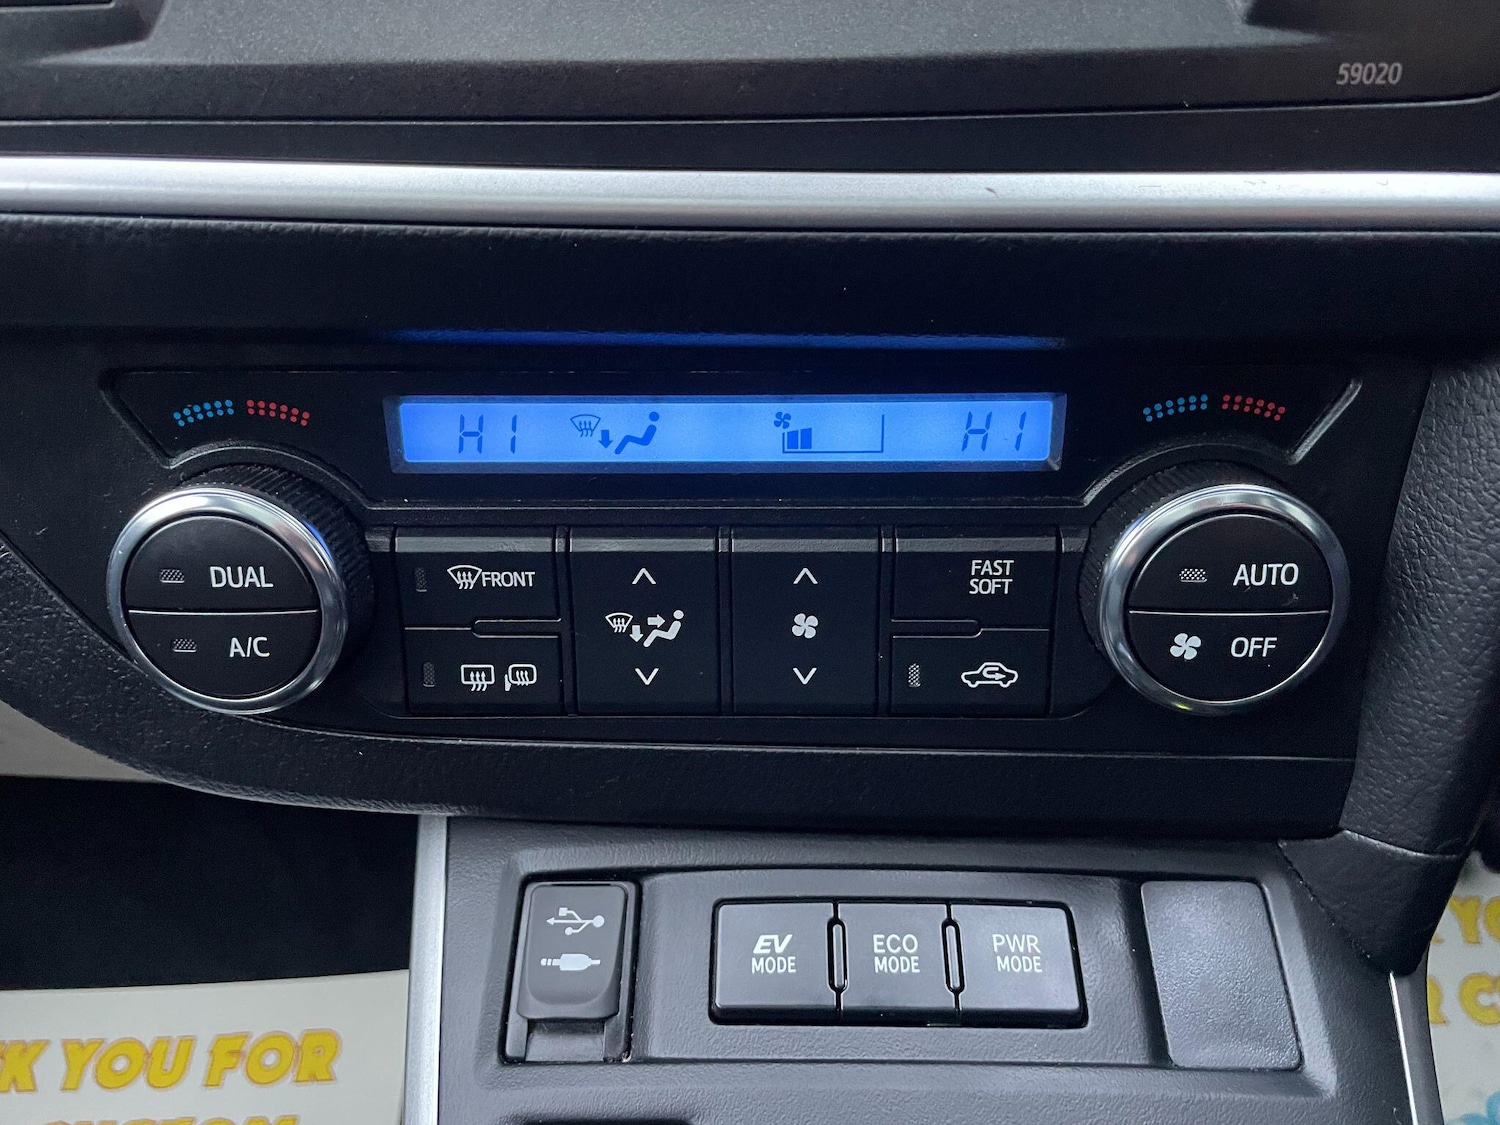 59020
HI HI
DUAL
A/C
FRONT
FAST
SOFT
AUTO
OFF
EV
MODE
ECO
MODE
PWR
MODE
K YOU FOR